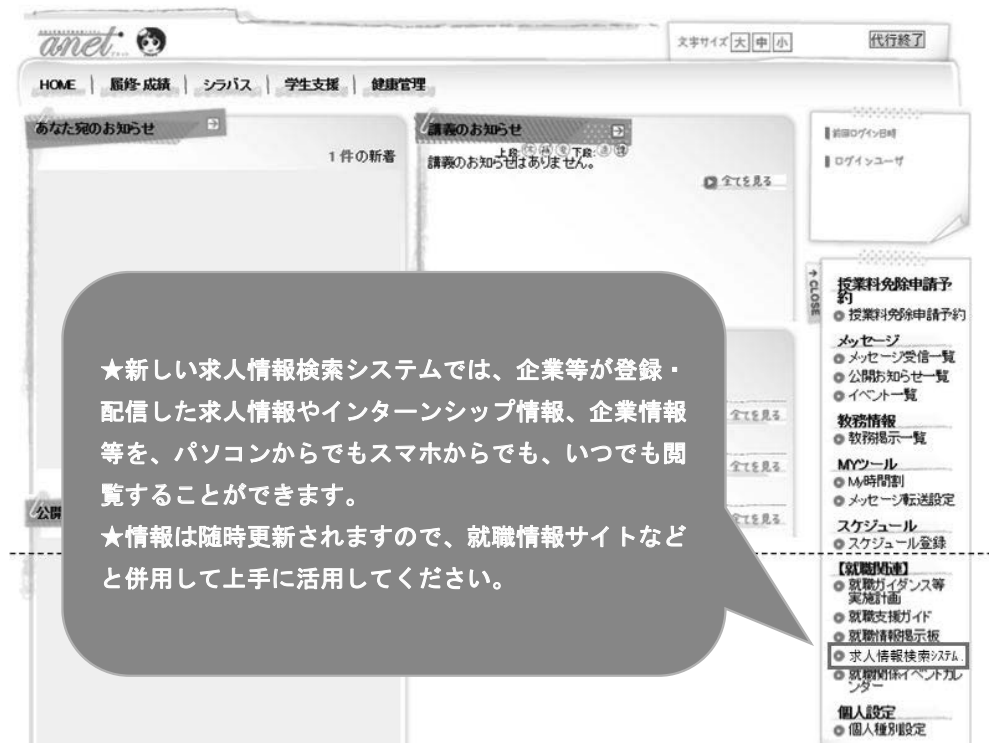 anet
文字サイズ 大 中 小
代行終了
HOME | 履修・成績 | シラバス | 学生支援 | 健康管理
あなた宛のお知らせ
1 件の新着
講義のお知らせ
上段: 下段:
講義のお知らせはありません。
全てを見る
前回ログイン日時
ログインユーザ
↑ CLOSE
授業料免除申請予
約
授業料免除申請予約
メッセージ
メッセージ受信一覧
公開お知らせ一覧
イベント一覧
教務情報
教務掲示一覧
MYツール
My時間割
メッセージ転送設定
スケジュール
スケジュール登録
【就職関連】
就職ガイダンス等
実施計画
就職支援ガイド
就職情報掲示板
求人情報検索システム
就職関係イベントカレ
ンダー
個人設定
個人種別設定
★新しい求人情報検索システムでは、企業等が登録・
配信した求人情報やインターンシップ情報、企業情報
等を、パソコンからでもスマホからでも、いつでも閲
覧することができます。
★情報は随時更新されますので、就職情報サイトなど
と併用して上手に活用してください。
全てを見る
全てを見る
全てを見る
公開